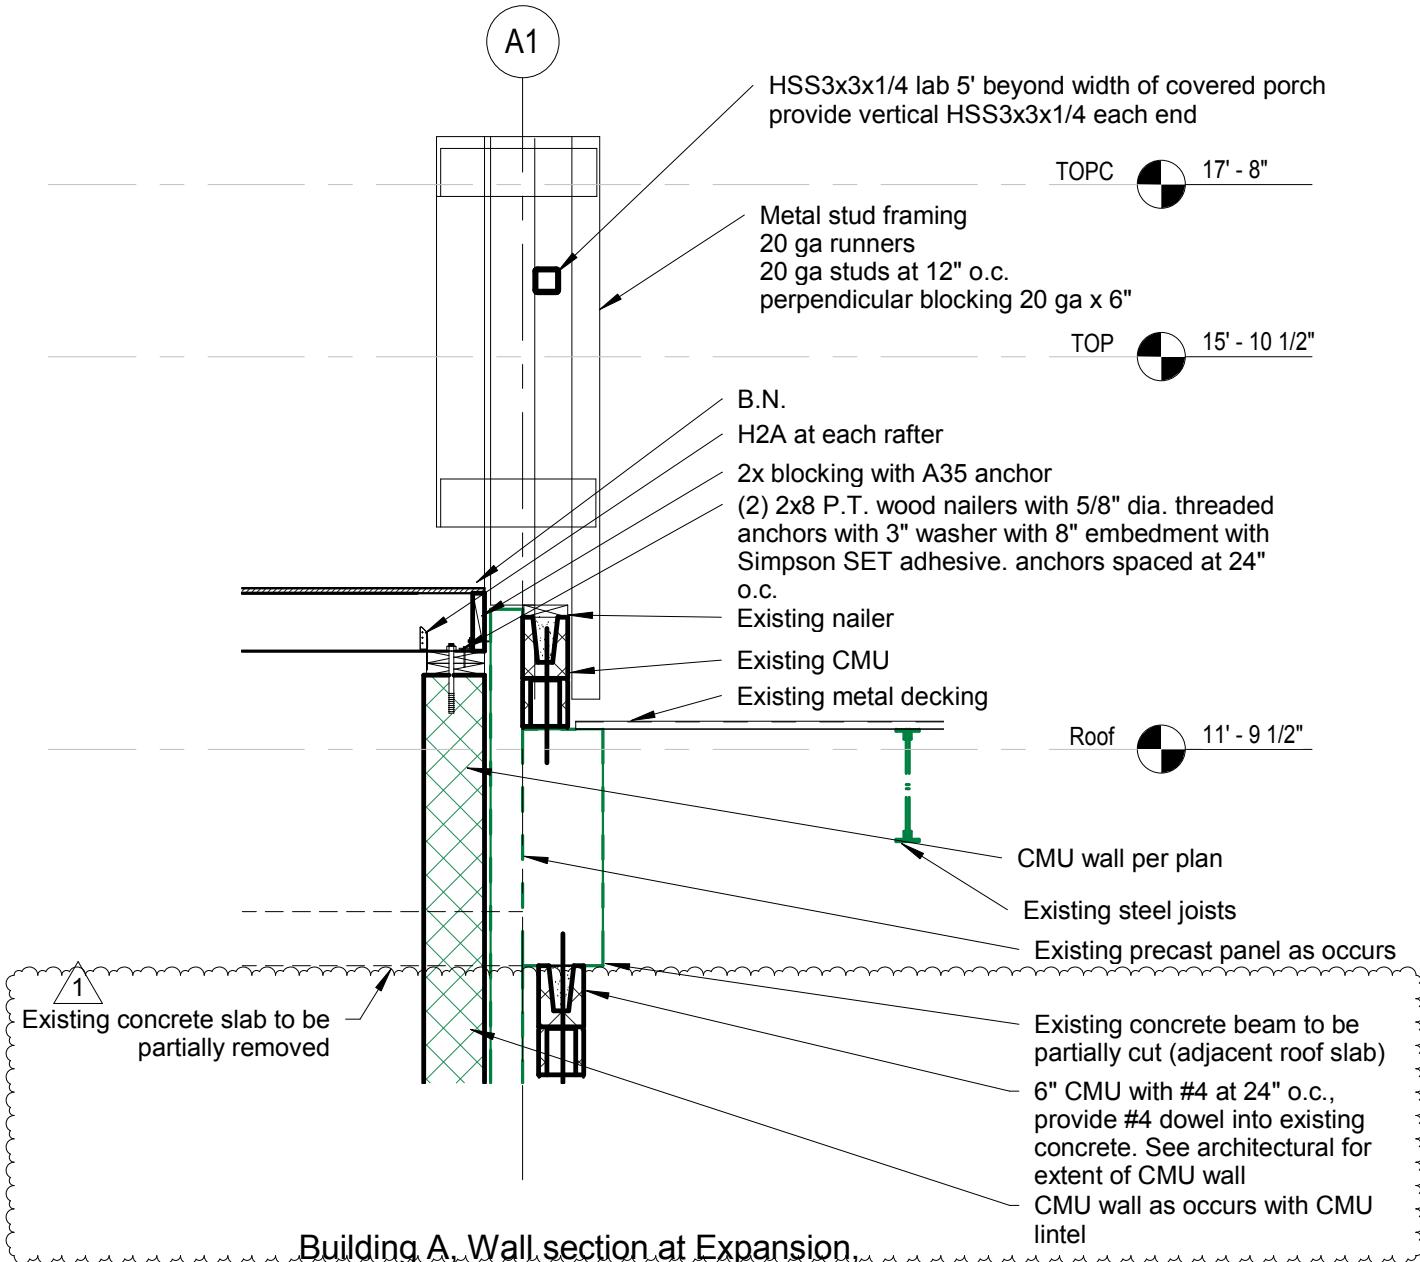 A1
HSS3x3x1/4 lab 5' beyond width of covered porch
provide vertical HSS3x3x1/4 each end
TOPC 17' - 8"
Metal stud framing
20 ga runners
20 ga studs at 12" o.c.
perpendicular blocking 20 ga x 6"
TOP 15' - 10 1/2"
B.N.
H2A at each rafter
2x blocking with A35 anchor
(2) 2x8 P.T. wood nailers with 5/8" dia. threaded
anchors with 3" washer with 8" embedment with
Simpson SET adhesive. anchors spaced at 24"
o.c.
Existing nailer
Existing CMU
Existing metal decking
Roof 11' - 9 1/2"
CMU wall per plan
Existing steel joists
Existing precast panel as occurs
1
Existing concrete slab to be
partially removed
Existing concrete beam to be
partially cut (adjacent roof slab)
6" CMU with #4 at 24" o.c.,
provide #4 dowel into existing
concrete. See architectural for
extent of CMU wall
CMU wall as occurs with CMU
lintel
Building A, Wall section at Expansion,